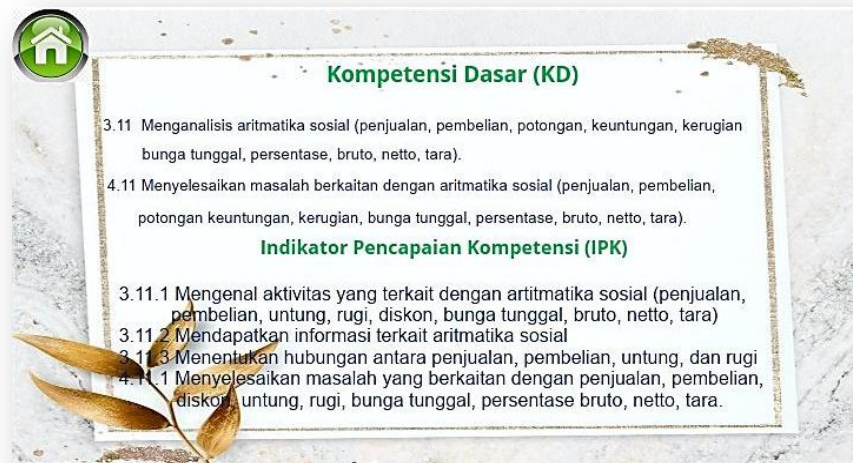 Kompetensi Dasar (KD)
3.11 Menganalisis aritmatika sosial (penjualan, pembelian, potongan, keuntungan, kerugian
bunga tunggal, persentase, bruto, netto, tara).
4.11 Menyelesaikan masalah berkaitan dengan aritmatika sosial (penjualan, pembelian,
potongan keuntungan, kerugian, bunga tunggal, persentase, bruto, netto, tara).
Indikator Pencapaian Kompetensi (IPK)
3.11.1 Mengenal aktivitas yang terkait dengan artitmatika sosial (penjualan,
pembelian, untung, rugi, diskon, bunga tunggal, bruto, netto, tara)
3.11.2 Mendapatkan informasi terkait aritmatika sosial
3.11.3 Menentukan hubungan antara penjualan, pembelian, untung, dan rugi
4.11.1 Menyelesaikan masalah yang berkaitan dengan penjualan, pembelian,
diskon, untung, rugi, bunga tunggal, persentase bruto, netto, tara.